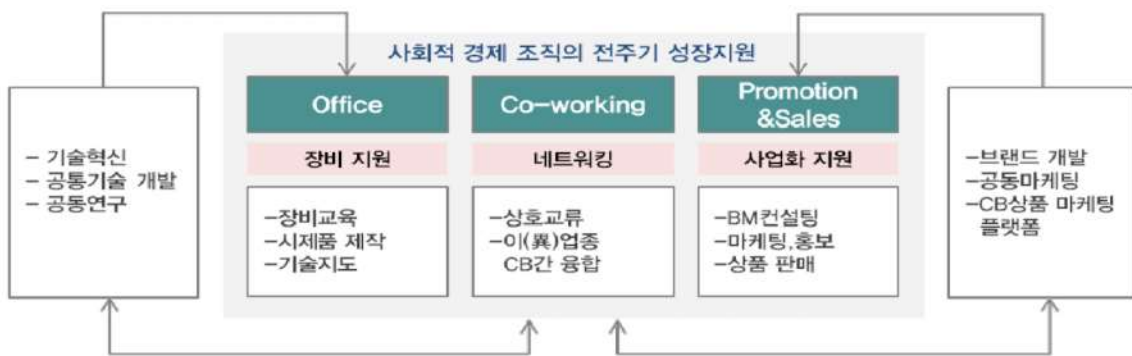 사회적 경제 조직의 전주기 성장지원
- 기술혁신
- 공통기술 개발
- 공동연구
Office
장비 지원
-장비교육
-시제품 제작
-기술지도
Co-working
네트워킹
-상호교류
-이(異)업종
CB간 융합
Promotion
&Sales
사업화 지원
-BM컨설팅
-마케팅,홍보
-상품 판매
-브랜드 개발
-공동마케팅
-CB상품 마케팅
플랫폼